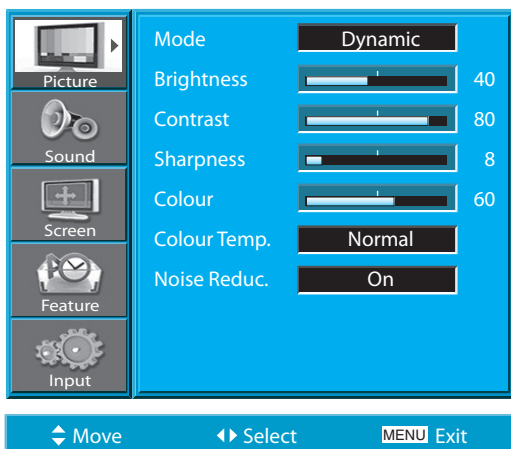 Picture
Sound
Screen
Feature
Input
Mode Dynamic
Brightness 40
Contrast 80
Sharpness 8
Colour 60
Colour Temp. Normal
Noise Reduc. On
Move Select MENU Exit